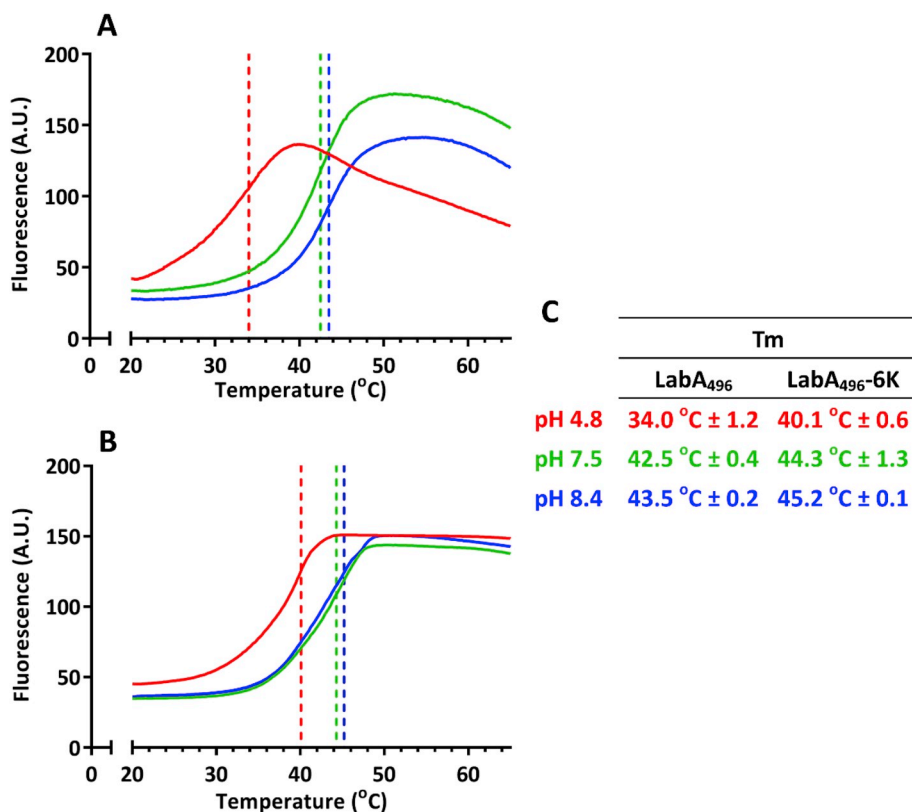 A
200
150
100
50
0
Fluorescence (A.U.)
0 20 30 40 50 60
Temperature (°C)
B
200
150
100
50
0
Fluorescence (A.U.)
0 20 30 40 50 60
Temperature (°C)
C
Tm
LabA₄₉₆ LabA₄₉₆-6K
pH 4.8 34.0 °C ± 1.2 40.1 °C ± 0.6
pH 7.5 42.5 °C ± 0.4 44.3 °C ± 1.3
pH 8.4 43.5 °C ± 0.2 45.2 °C ± 0.1